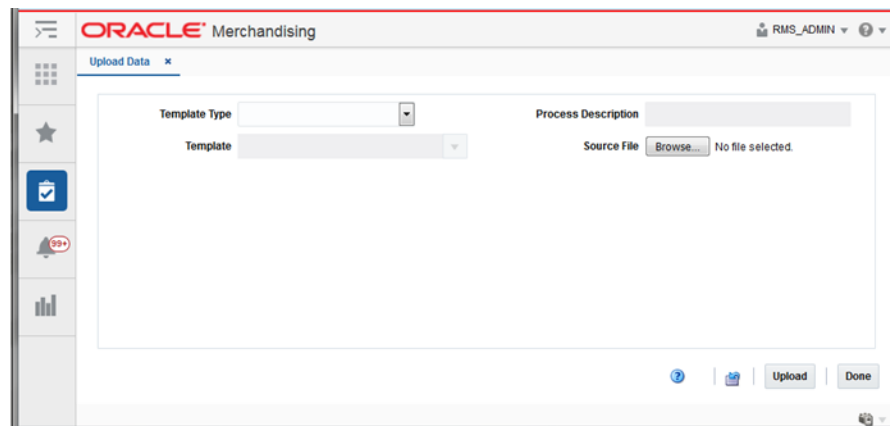 ORACLE® Merchandising
RMS_ADMIN
Upload Data ×
Template Type
Process Description
Template
Source File Browse... No file selected.
99+
Upload
Done